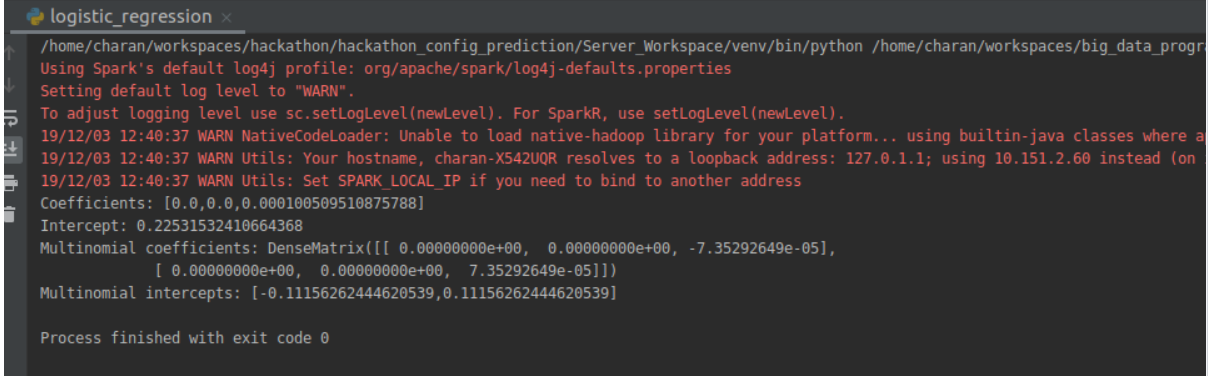 logistic_regression ×
/home/charan/workspaces/hackathon/hackathon_config_prediction/Server_Workspace/venv/bin/python /home/charan/workspaces/big_data_progra
Using Spark's default log4j profile: org/apache/spark/log4j-defaults.properties
Setting default log level to "WARN".
To adjust logging level use sc.setLogLevel(newLevel). For SparkR, use setLogLevel(newLevel).
19/12/03 12:40:37 WARN NativeCodeLoader: Unable to load native-hadoop library for your platform... using builtin-java classes where a
19/12/03 12:40:37 WARN Utils: Your hostname, charan-X542UQR resolves to a loopback address: 127.0.1.1; using 10.151.2.60 instead (on
19/12/03 12:40:37 WARN Utils: Set SPARK_LOCAL_IP if you need to bind to another address
Coefficients: [0.0,0.0,0.000100509510875788]
Intercept: 0.22531532410664368
Multinomial coefficients: DenseMatrix([[ 0.00000000e+00,  0.00000000e+00, -7.35292649e-05],
[ 0.00000000e+00,  0.00000000e+00,  7.35292649e-05]])
Multinomial intercepts: [-0.11156262444620539,0.11156262444620539]
Process finished with exit code 0